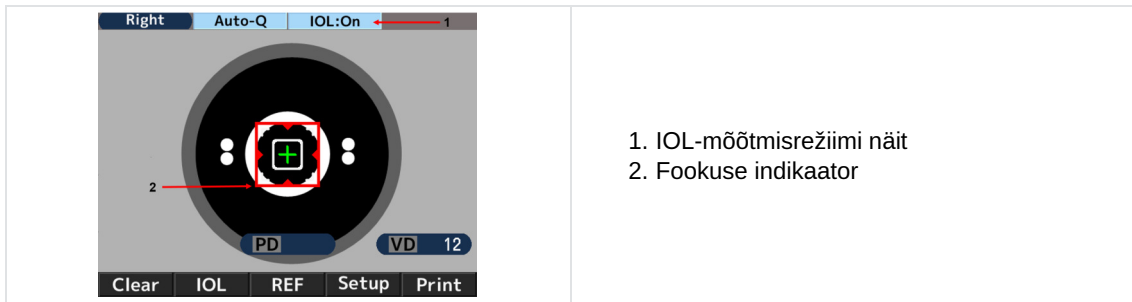 Right Auto-Q IOL:On 1
2
PD VD 12
Clear IOL REF Setup Print
1. IOL-mõõtmisrežiimi näit
2. Fookuse indikaator